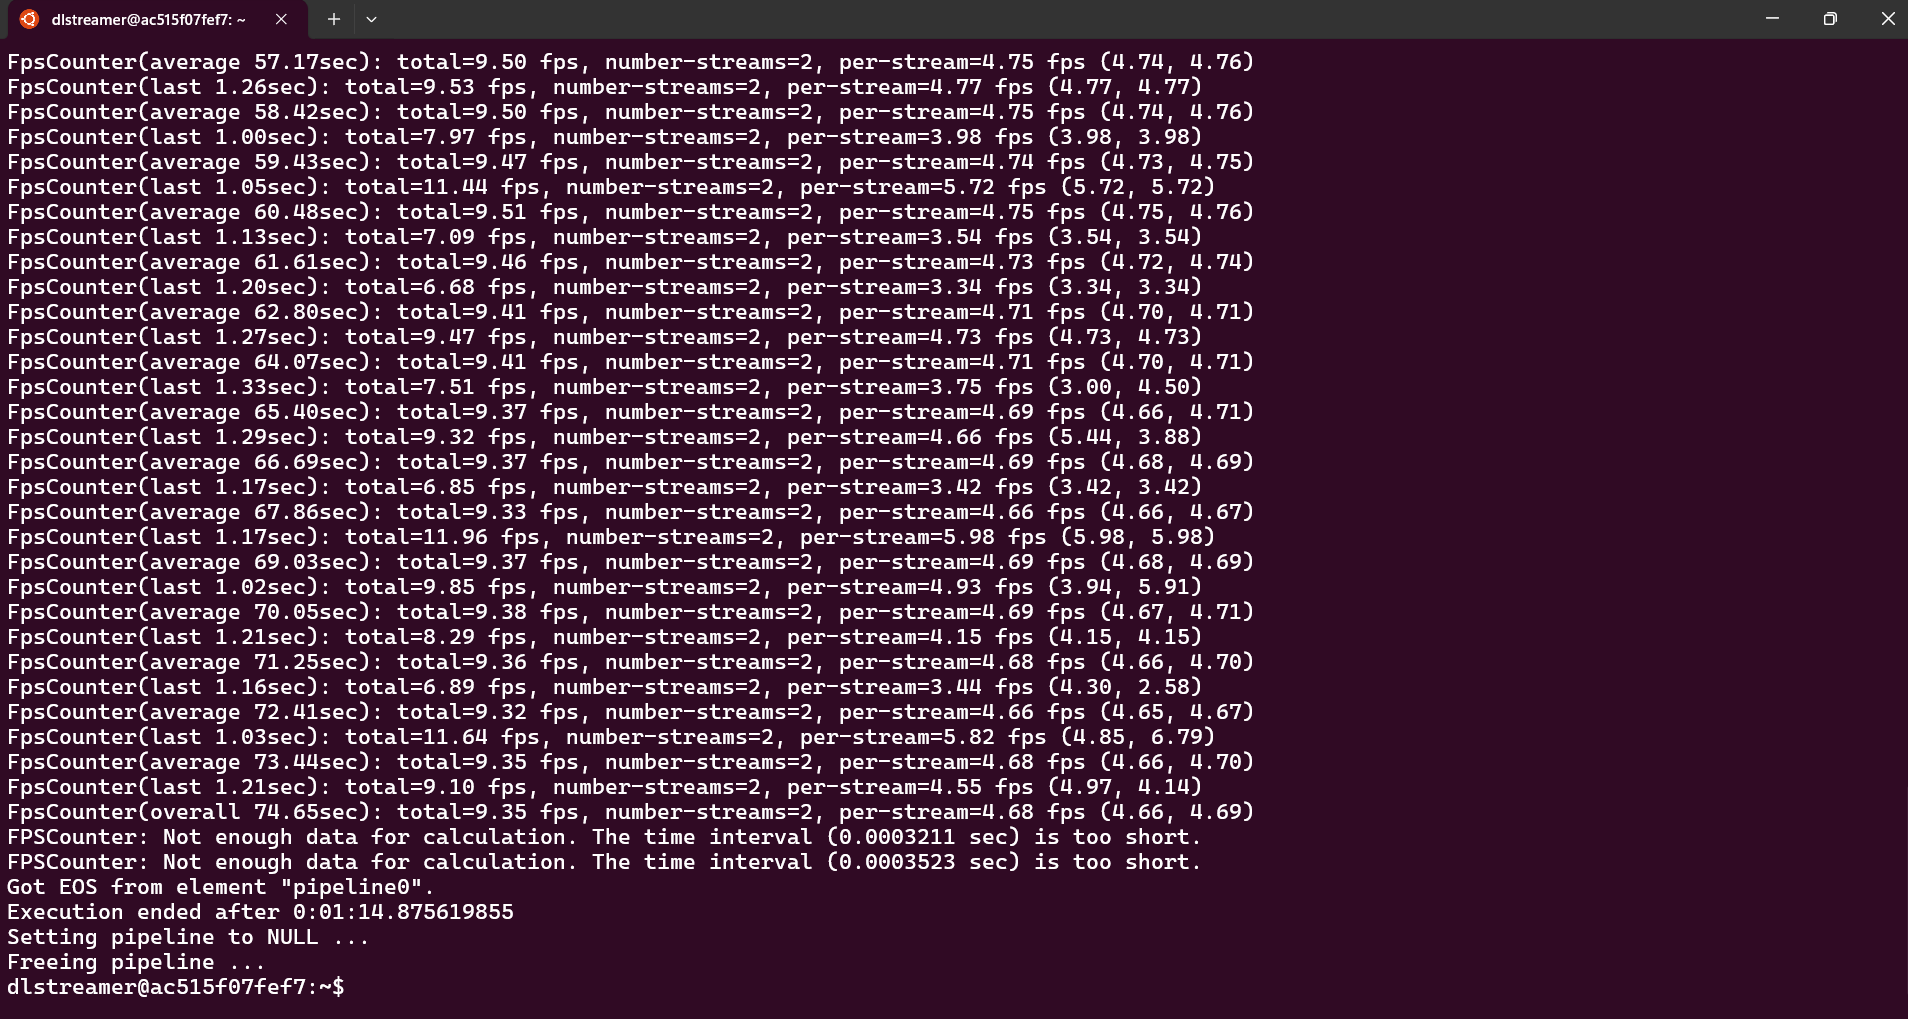 dlstreamer@ac515f07fef7: ~
FpsCounter(average 57.17sec): total=9.50 fps, number-streams=2, per-stream=4.75 fps (4.74, 4.76)
FpsCounter(last 1.26sec): total=9.53 fps, number-streams=2, per-stream=4.77 fps (4.77, 4.77)
FpsCounter(average 58.42sec): total=9.50 fps, number-streams=2, per-stream=4.75 fps (4.74, 4.76)
FpsCounter(last 1.00sec): total=7.97 fps, number-streams=2, per-stream=3.98 fps (3.98, 3.98)
FpsCounter(average 59.43sec): total=9.47 fps, number-streams=2, per-stream=4.74 fps (4.73, 4.75)
FpsCounter(last 1.05sec): total=11.44 fps, number-streams=2, per-stream=5.72 fps (5.72, 5.72)
FpsCounter(average 60.48sec): total=9.51 fps, number-streams=2, per-stream=4.75 fps (4.75, 4.76)
FpsCounter(last 1.13sec): total=7.09 fps, number-streams=2, per-stream=3.54 fps (3.54, 3.54)
FpsCounter(average 61.61sec): total=9.46 fps, number-streams=2, per-stream=4.73 fps (4.72, 4.74)
FpsCounter(last 1.20sec): total=6.68 fps, number-streams=2, per-stream=3.34 fps (3.34, 3.34)
FpsCounter(average 62.80sec): total=9.41 fps, number-streams=2, per-stream=4.71 fps (4.70, 4.71)
FpsCounter(last 1.27sec): total=9.47 fps, number-streams=2, per-stream=4.73 fps (4.73, 4.73)
FpsCounter(average 64.07sec): total=9.41 fps, number-streams=2, per-stream=4.71 fps (4.70, 4.71)
FpsCounter(last 1.33sec): total=7.51 fps, number-streams=2, per-stream=3.75 fps (3.00, 4.50)
FpsCounter(average 65.40sec): total=9.37 fps, number-streams=2, per-stream=4.69 fps (4.66, 4.71)
FpsCounter(last 1.29sec): total=9.32 fps, number-streams=2, per-stream=4.66 fps (5.44, 3.88)
FpsCounter(average 66.69sec): total=9.37 fps, number-streams=2, per-stream=4.69 fps (4.68, 4.69)
FpsCounter(last 1.17sec): total=6.85 fps, number-streams=2, per-stream=3.42 fps (3.42, 3.42)
FpsCounter(average 67.86sec): total=9.33 fps, number-streams=2, per-stream=4.66 fps (4.66, 4.67)
FpsCounter(last 1.17sec): total=11.96 fps, number-streams=2, per-stream=5.98 fps (5.98, 5.98)
FpsCounter(average 69.03sec): total=9.37 fps, number-streams=2, per-stream=4.69 fps (4.68, 4.69)
FpsCounter(last 1.02sec): total=9.85 fps, number-streams=2, per-stream=4.93 fps (3.94, 5.91)
FpsCounter(average 70.05sec): total=9.38 fps, number-streams=2, per-stream=4.69 fps (4.67, 4.71)
FpsCounter(last 1.21sec): total=8.29 fps, number-streams=2, per-stream=4.15 fps (4.15, 4.15)
FpsCounter(average 71.25sec): total=9.36 fps, number-streams=2, per-stream=4.68 fps (4.66, 4.70)
FpsCounter(last 1.16sec): total=6.89 fps, number-streams=2, per-stream=3.44 fps (4.30, 2.58)
FpsCounter(average 72.41sec): total=9.32 fps, number-streams=2, per-stream=4.66 fps (4.65, 4.67)
FpsCounter(last 1.03sec): total=11.64 fps, number-streams=2, per-stream=5.82 fps (4.85, 6.79)
FpsCounter(average 73.44sec): total=9.35 fps, number-streams=2, per-stream=4.68 fps (4.66, 4.70)
FpsCounter(last 1.21sec): total=9.10 fps, number-streams=2, per-stream=4.55 fps (4.97, 4.14)
FpsCounter(overall 74.65sec): total=9.35 fps, number-streams=2, per-stream=4.68 fps (4.66, 4.69)
FPSCounter: Not enough data for calculation. The time interval (0.0003211 sec) is too short.
FPSCounter: Not enough data for calculation. The time interval (0.0003523 sec) is too short.
Got EOS from element "pipeline0".
Execution ended after 0:01:14.875619855
Setting pipeline to NULL ...
Freeing pipeline ...
dlstreamer@ac515f07fef7:~$